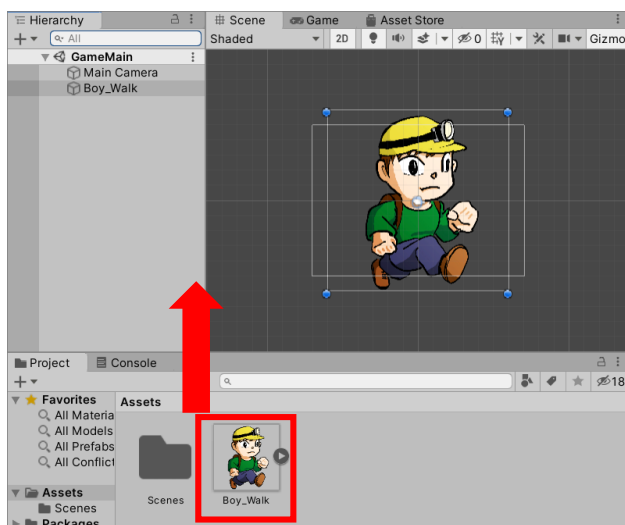 Hierarchy
All
GameMain
Main Camera
Boy_Walk
Scene
Game
Asset Store
Shaded
2D
0
Gizmo
Project
Console
18
Favorites
All Materia
All Models
All Prefabs
All Conflict
Assets
Scenes
Packages
Assets
Scenes
Boy_Walk